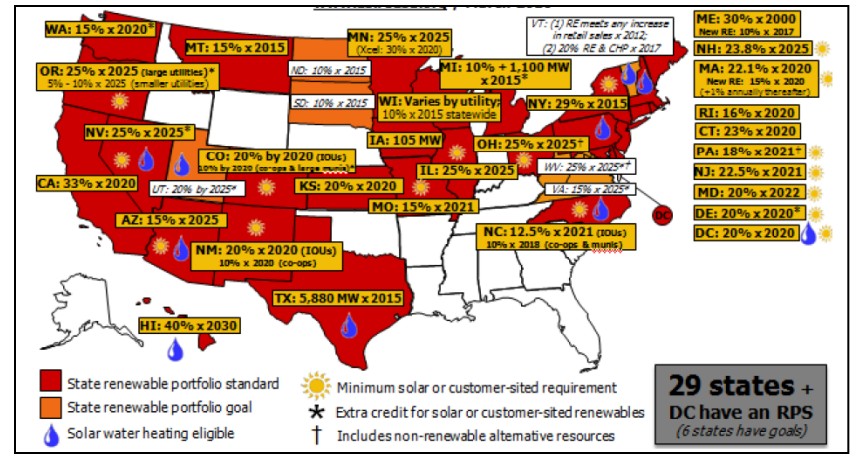 WA: 15% x 2020*
MT: 15% x 2015
MN: 25% x 2025
(Xcel: 30% x 2020)
VT: (1) RE meets any increase
in retail sales x 2012;
(2) 20% RE & CHP x 2017
ME: 30% x 2000
New RE: 10% x 2017
NH: 23.8% x 2025
MA: 22.1% x 2020
New RE: 15% x 2020
(+1% annually thereafter)
RI: 16% x 2020
CT: 23% x 2020
PA: 18% x 2021†
NJ: 22.5% x 2021
MD: 20% x 2022
DE: 20% x 2020*
DC: 20% x 2020
OR: 25% x 2025 (large utilities)*
5% - 10% x 2025 (smaller utilities)
ND: 10% x 2015
SD: 10% x 2015
MI: 10% + 1,100 MW
x 2015*
WI: Varies by utility;
10% x 2015 statewide
NY: 29% x 2015
NV: 25% x 2025*
IA: 105 MW
OH: 25% x 2025†
CO: 20% by 2020 (IOUs)
10% by 2020 (co-ops & large munis)*
IL: 25% x 2025
WV: 25% x 2025*†
CA: 33% x 2020
UT: 20% by 2025*
KS: 20% x 2020
VA: 15% x 2025*
MO: 15% x 2021
DC
AZ: 15% x 2025
NC: 12.5% x 2021 (IOUs)
10% x 2018 (co-ops & munis)
NM: 20% x 2020 (IOUs)
10% x 2020 (co-ops)
TX: 5,880 MW x 2015
HI: 40% x 2030
State renewable portfolio standard
State renewable portfolio goal
Solar water heating eligible
Minimum solar or customer-sited requirement
* Extra credit for solar or customer-sited renewables
† Includes non-renewable alternative resources
29 states +
DC have an RPS
(6 states have goals)